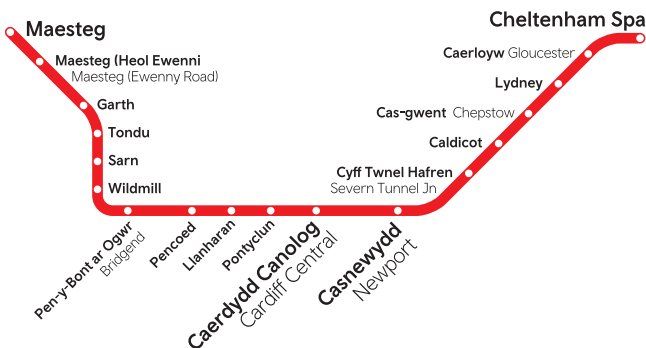 Maesteg
Maesteg (Heol Ewenni
Maesteg (Ewenny Road)
Garth
Tondu
Sarn
Wildmill
Pen-y-Bont ar Ogwr
Bridgend
Pencoed
Llanharan
Pontyclun
Caerdydd Canolog
Cardiff Central
Casnewydd
Newport
Cyff Twnel Hafren
Severn Tunnel Jn
Caldicot
Cas-gwent Chepstow
Lydney
Caerloyw Gloucester
Cheltenham Spa